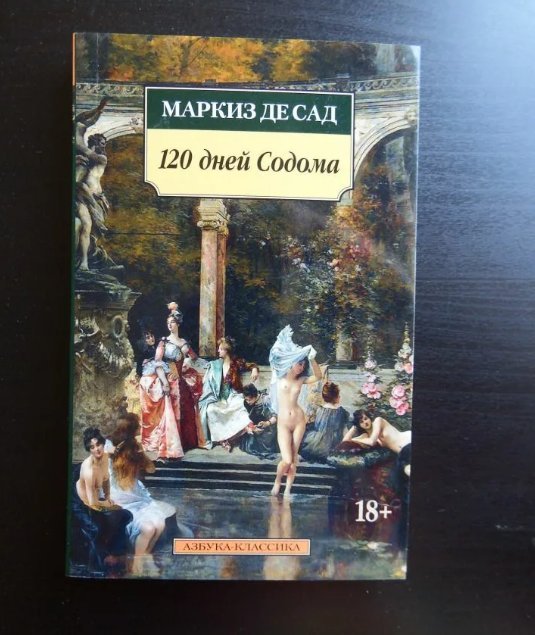 МАРКИЗ ДЕ САД
120 дней Содома
18+
АЗБУКА-КЛАССИКА